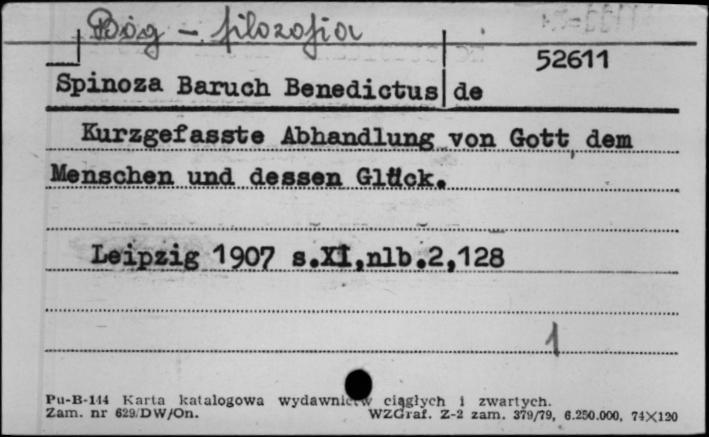 Bóg - filozofia
52611
Spinoza Baruch Benedictus de
Kurzgefasste Abhandlung von Gott, dem
Menschen und dessen Glück.
Leipzig 1907 s.XI,nlb.2,128
1
Pu-B-144 Karta katalogowa wydawnictw ciągłych i zwartych.
Zam. nr 629/DW/On. WZGraf. Z-2 zam. 379/79, 6.250.000, 74×120